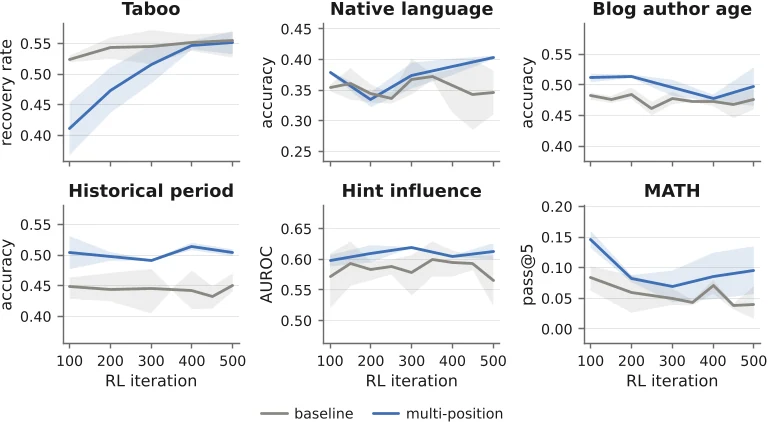 Taboo
recovery rate
0.55
0.50
0.45
0.40
Native language
accuracy
0.45
0.40
0.35
0.30
0.25
Blog author age
accuracy
0.55
0.50
0.45
0.40
Historical period
accuracy
0.55
0.50
0.45
0.40
100 200 300 400 500
RL iteration
Hint influence
AUROC
0.65
0.60
0.55
0.50
100 200 300 400 500
RL iteration
MATH
pass@5
0.20
0.15
0.10
0.05
0.00
100 200 300 400 500
RL iteration
baseline multi-position